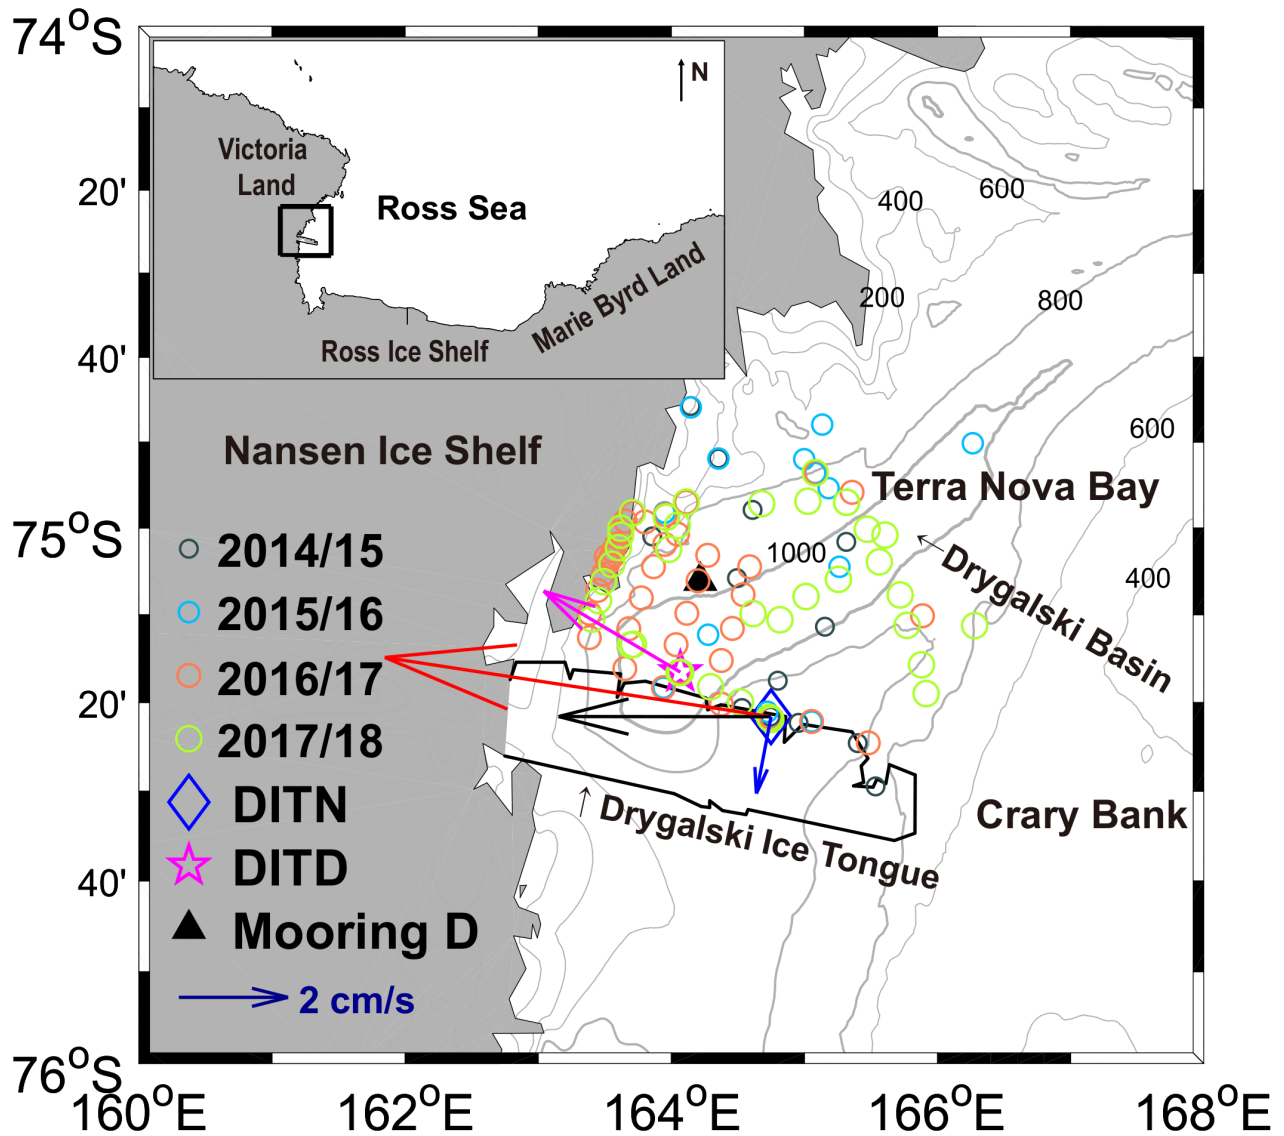 74°S
N
Victoria
Land
20'
600
400
Ross Sea
200
800
Marie Byrd Land
Ross Ice Shelf
40'
600
Nansen Ice Shelf
Terra Nova Bay
75°S
2014/15
1000
Drygalski Basin
400
2015/16
2016/17
20'
2017/18
DITN
Drygalski Ice Tongue
Crary Bank
DITD
40'
Mooring D
2 cm/s
76°S
160°E
162°E
164°E
166°E
168°E